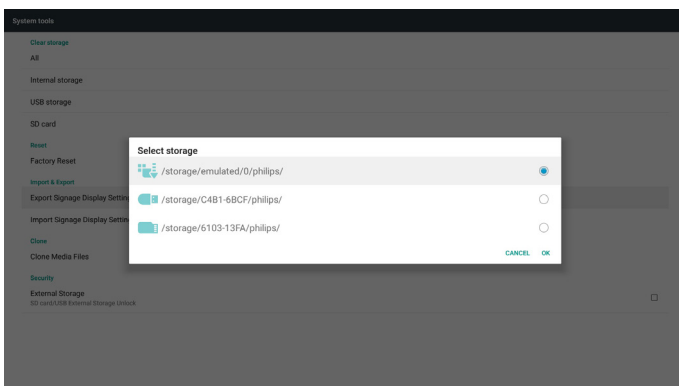 System tools
Clear storage
All
Internal storage
USB storage
SD card
Reset
Factory Reset
Import & Export
Export Signage Display Setting
Import Signage Display Setting
Clone
Clone Media Files
Security
External Storage
SD card/USB External Storage Unlock
Select storage
/storage/emulated/0/philips/
/storage/C4B1-6BCF/philips/
/storage/6103-13FA/philips/
CANCEL OK